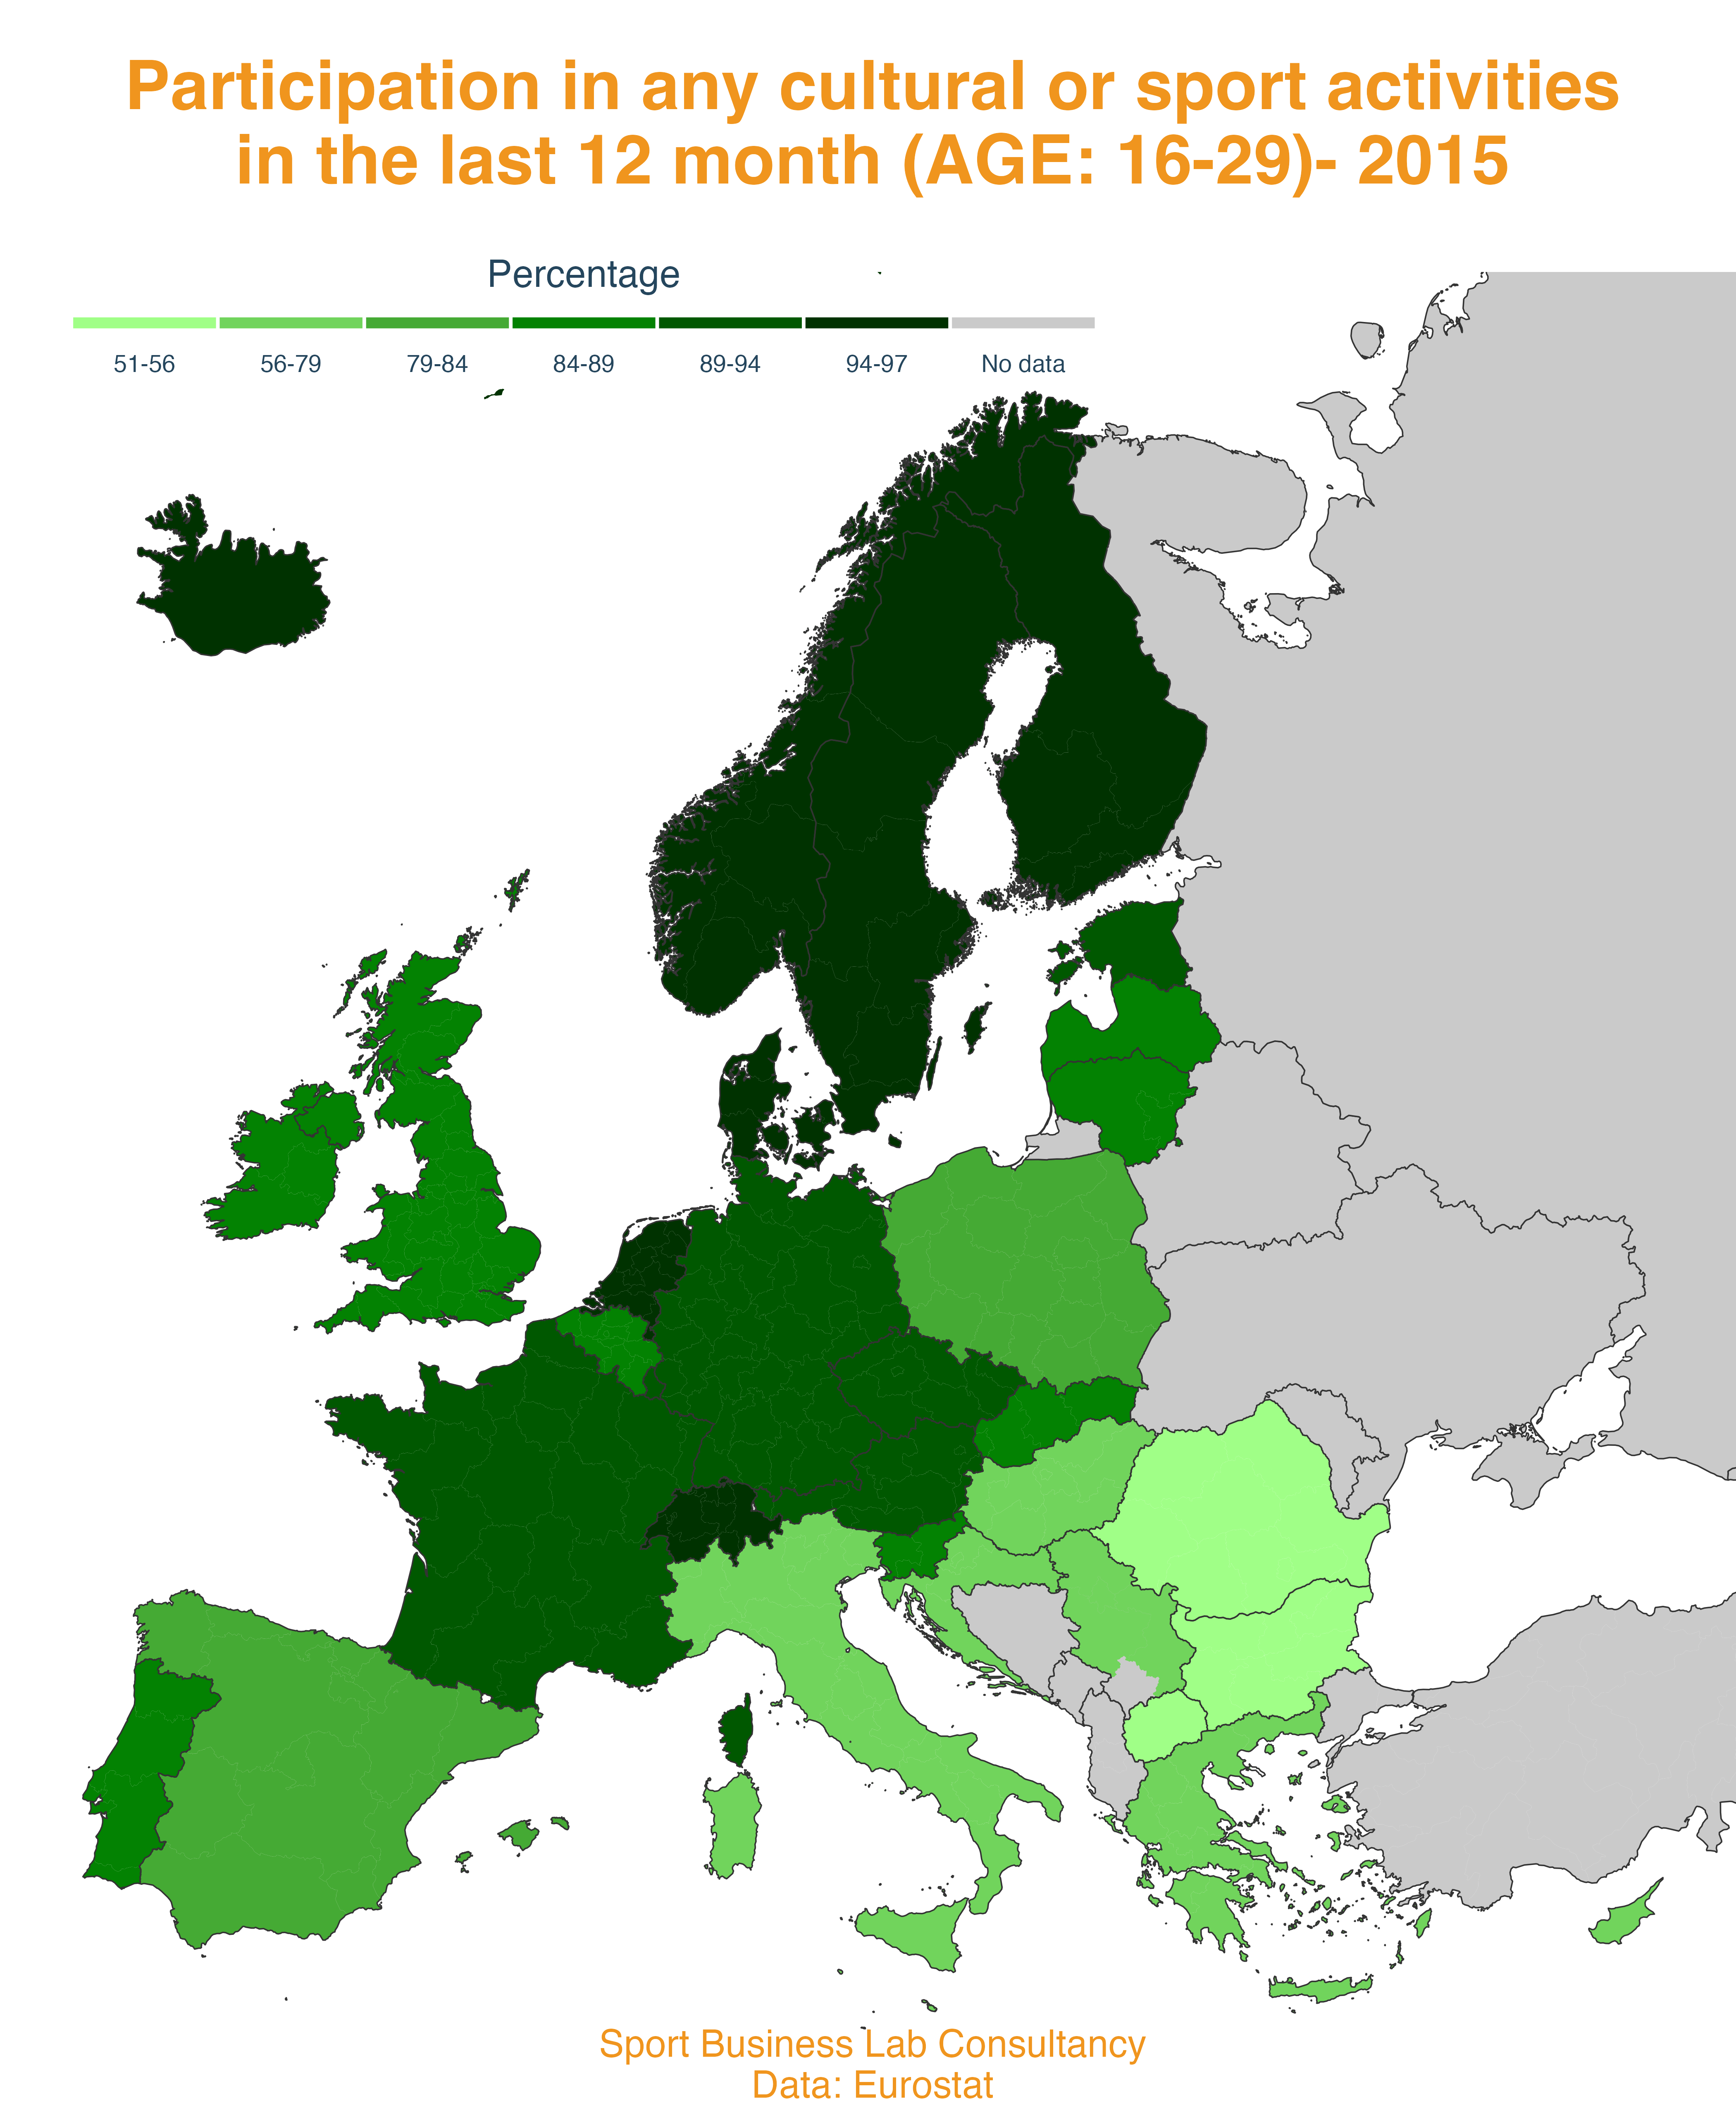 Participation in any cultural or sport activities
in the last 12 month (AGE: 16-29)- 2015
Percentage
51-56 56-79 79-84 84-89 89-94 94-97 No data
Sport Business Lab Consultancy
Data: Eurostat